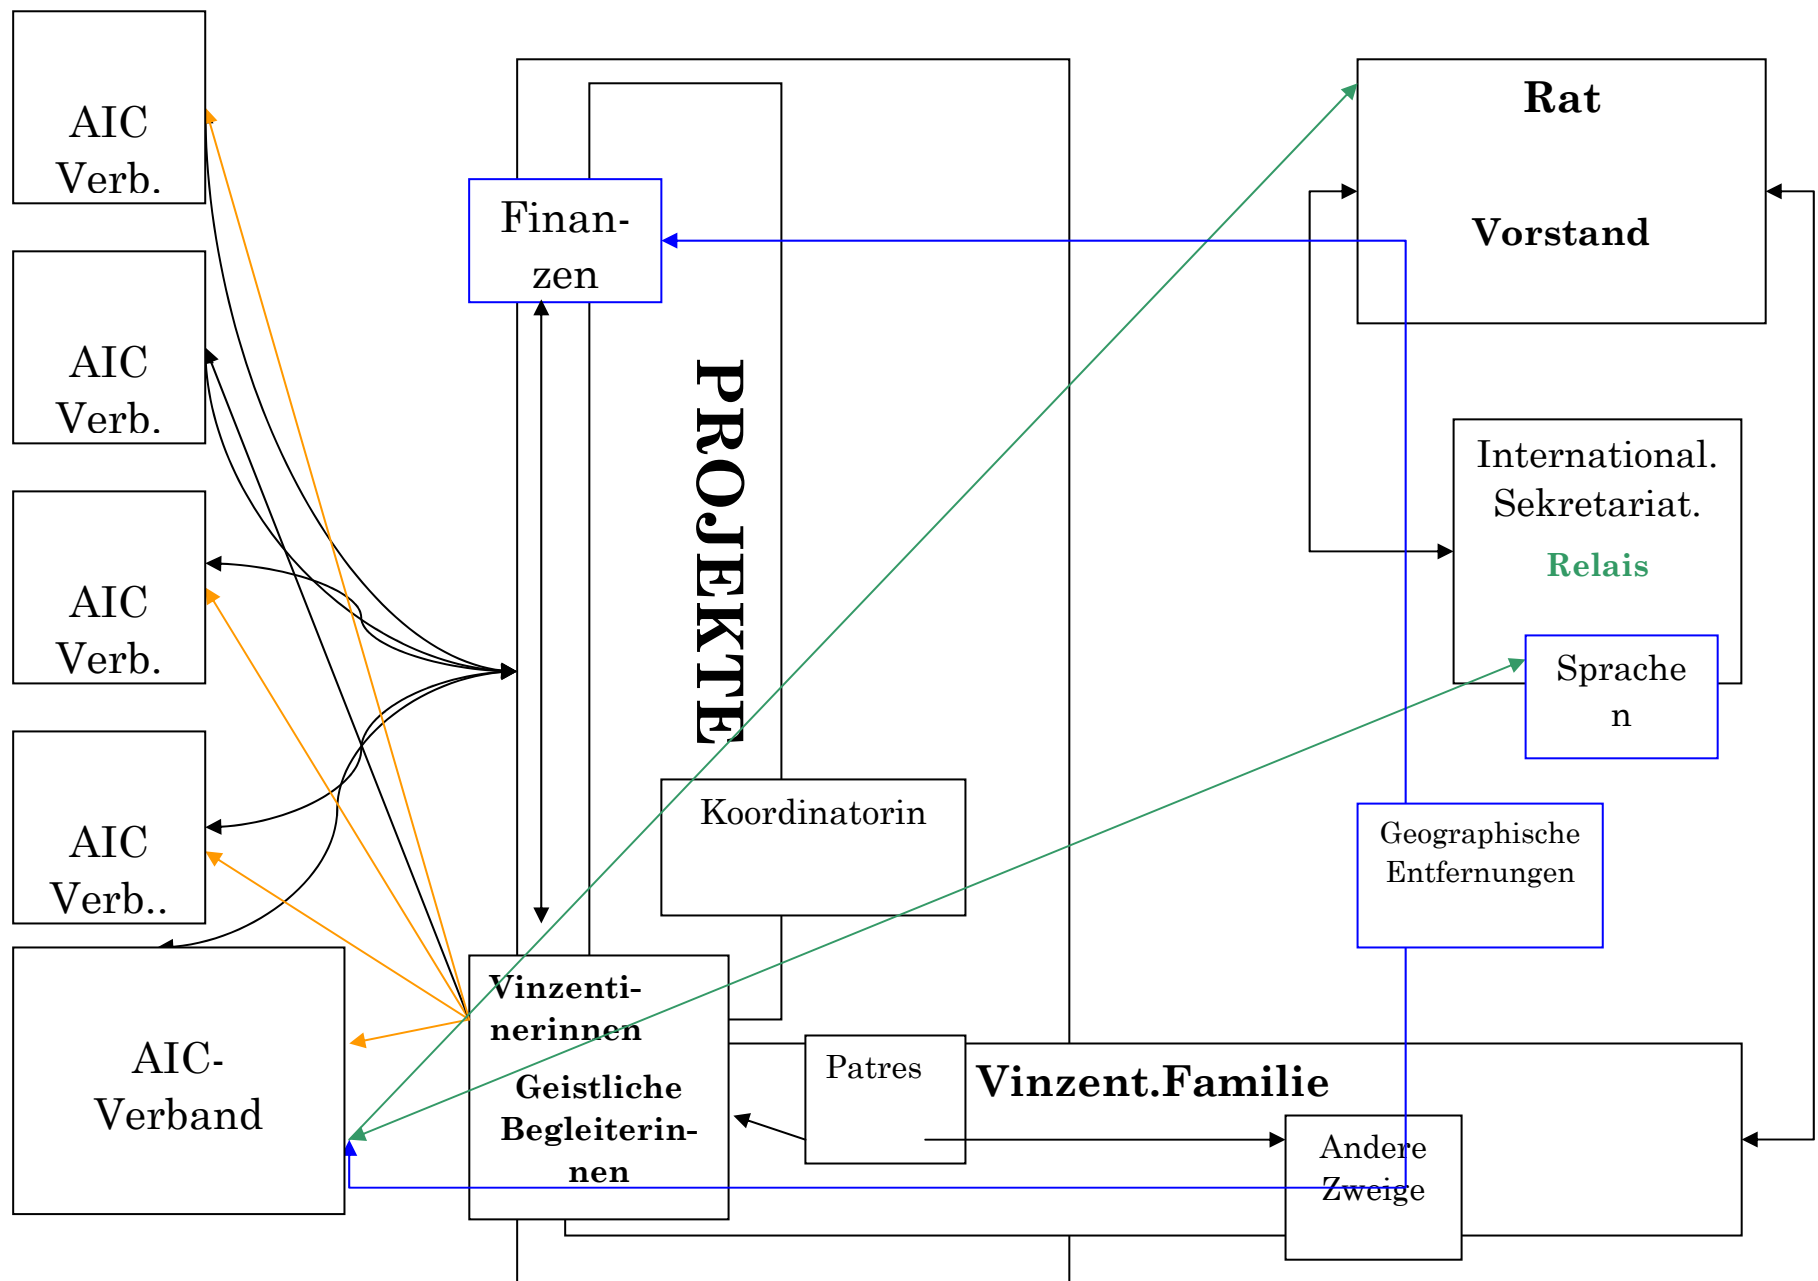 AIC
Verb.
AIC
Verb.
AIC
Verb.
AIC
Verb..
AIC-
Verband
Finan-
zen
PROJEKTE
Koordinatorin
Vinzenti-
nerinnen
Geistliche
Begleiterin-
nen
Patres
Vinzent.Familie
Andere
Zweige
Rat
Vorstand
International.
Sekretariat.
Relais
Sprache
n
Geographische
Entfernungen